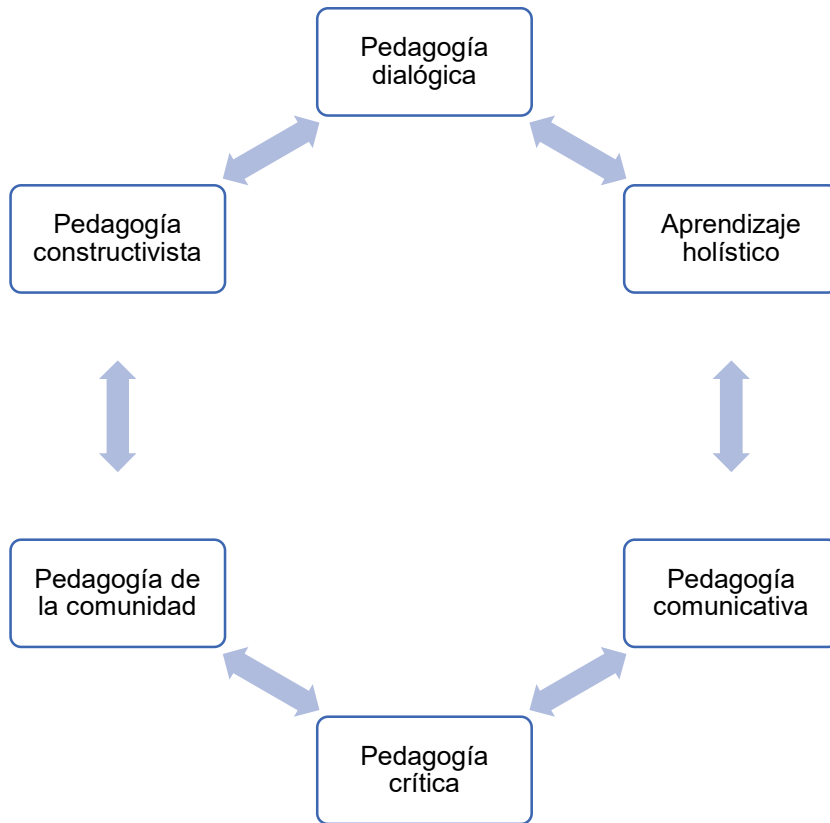 Pedagogía
dialógica
Aprendizaje
holístico
Pedagogía
comunicativa
Pedagogía
crítica
Pedagogía de
la comunidad
Pedagogía
constructivista